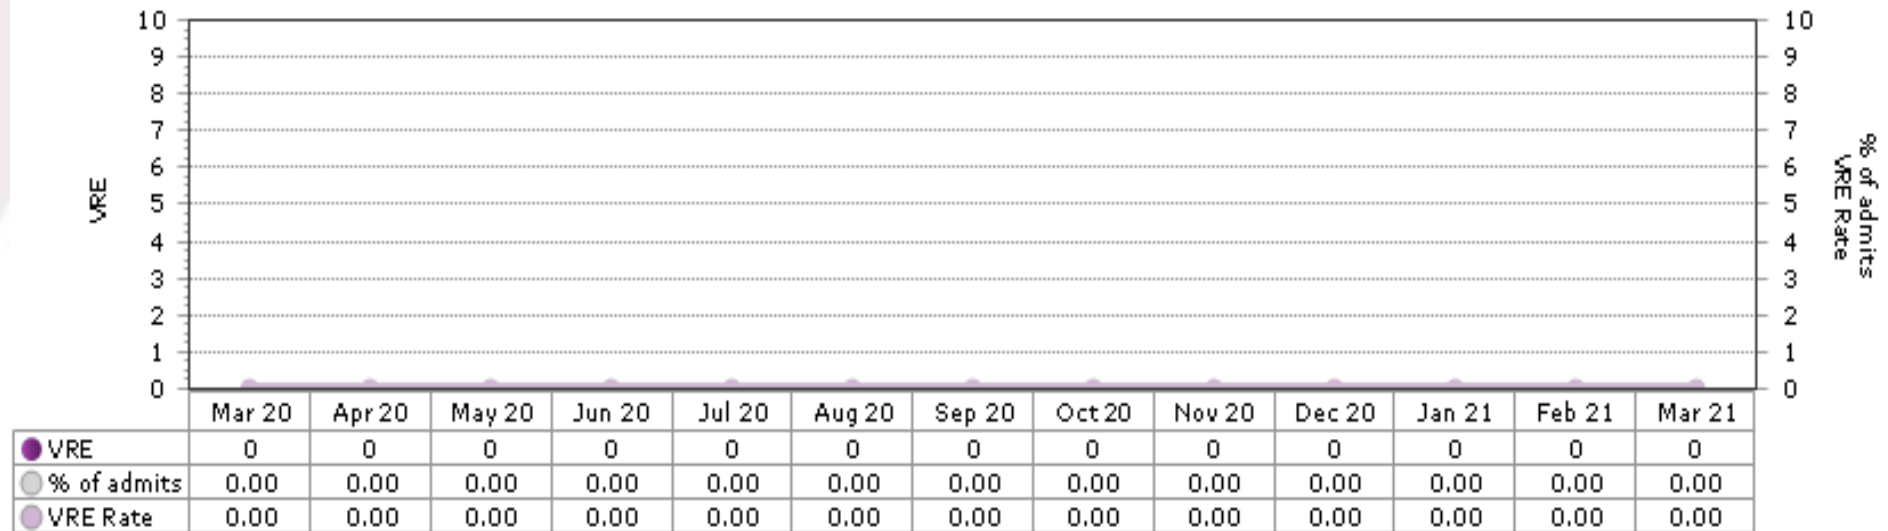 10 10
9 9
8 8
7 7
6 6
5 5
4 4
3 3
2 2
1 1
0 0
VRE
% of admits
VRE Rate
Mar 20 Apr 20 May 20 Jun 20 Jul 20 Aug 20 Sep 20 Oct 20 Nov 20 Dec 20 Jan 21 Feb 21 Mar 21
VRE 0 0 0 0 0 0 0 0 0 0 0 0 0
% of admits 0.00 0.00 0.00 0.00 0.00 0.00 0.00 0.00 0.00 0.00 0.00 0.00 0.00
VRE Rate 0.00 0.00 0.00 0.00 0.00 0.00 0.00 0.00 0.00 0.00 0.00 0.00 0.00